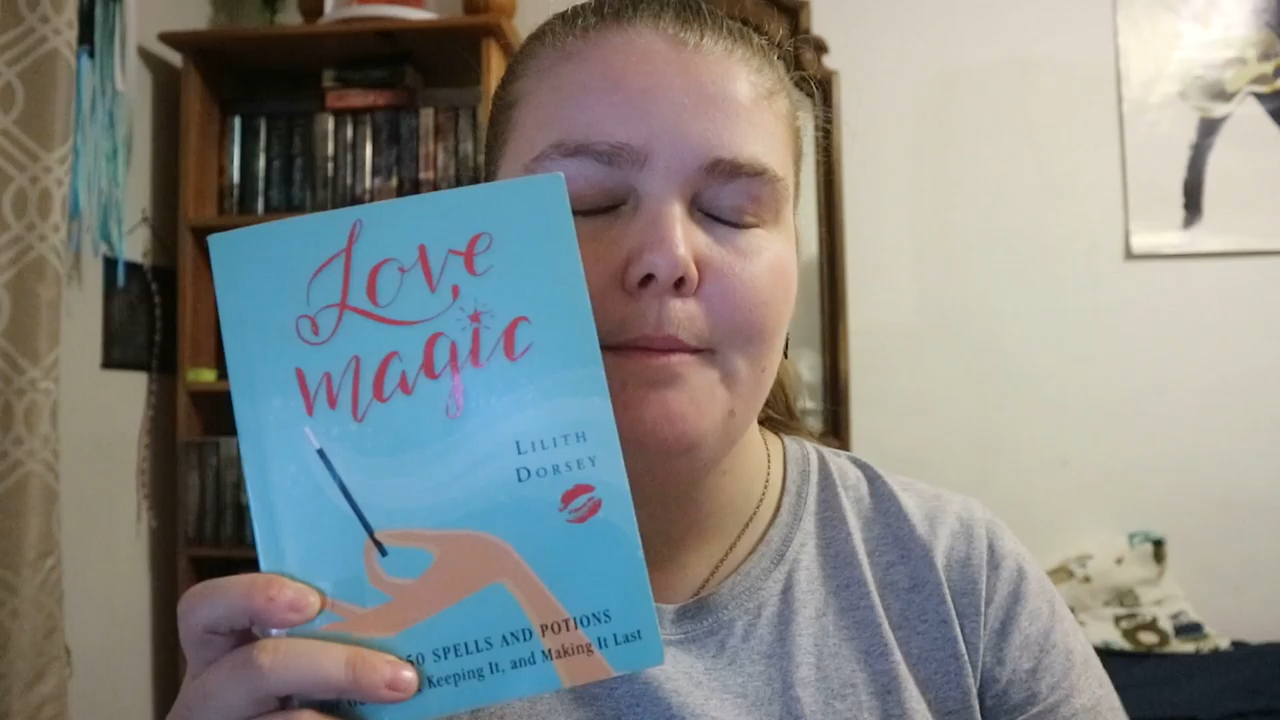 Love
magic
LILITH
DORSEY
50 SPELLS AND POTIONS
Keeping It, and Making It Last